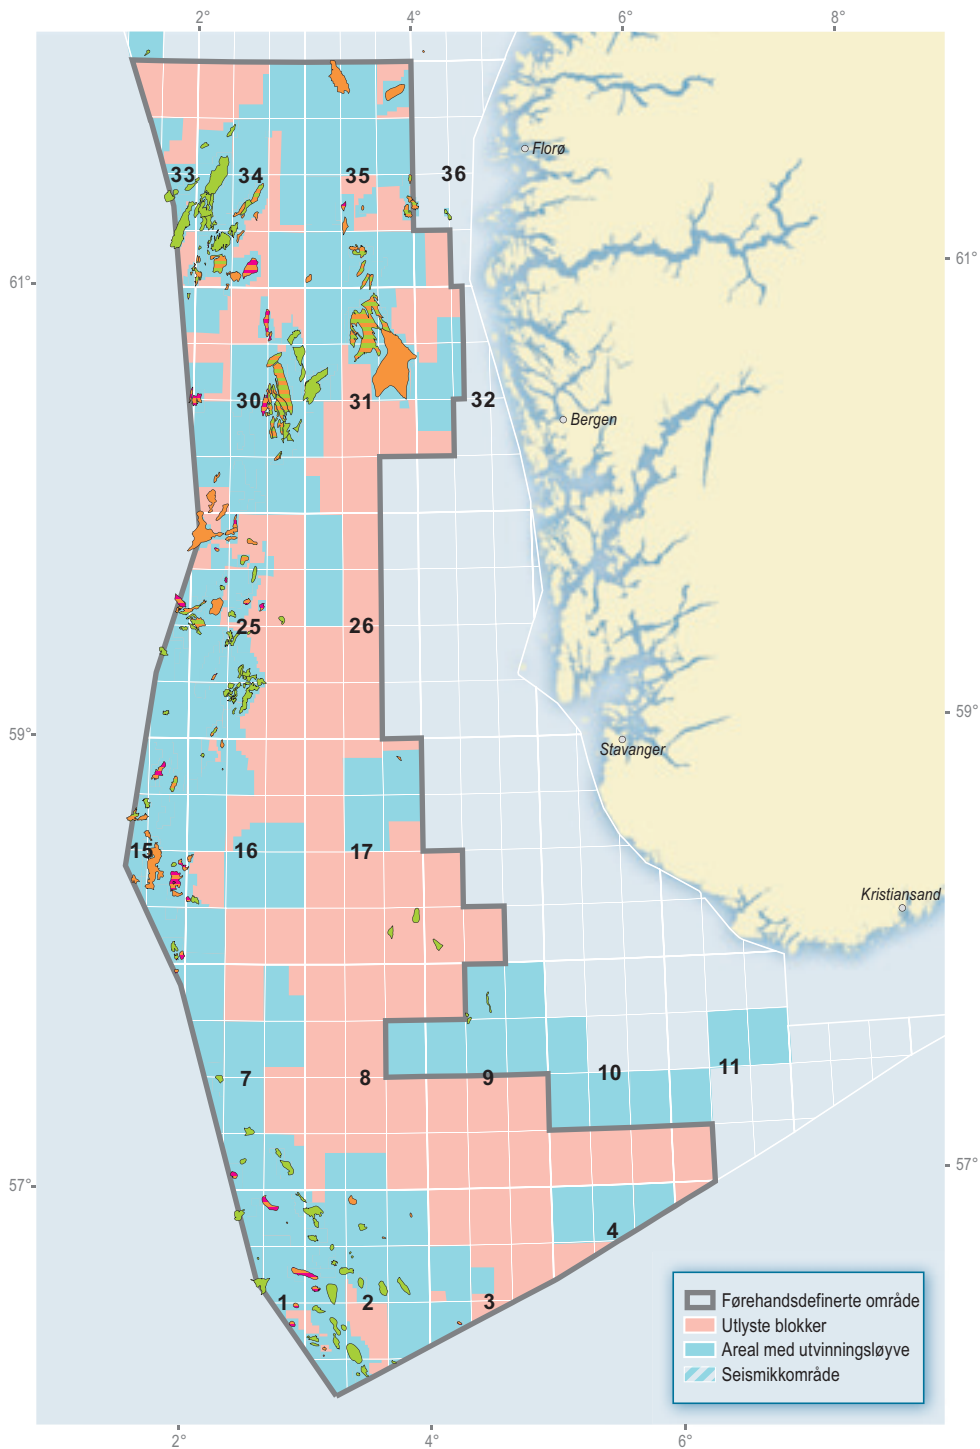 2° 4° 6° 8°
Florø
33 34 35 36
61° 61°
30 31 32
Bergen
25 26
59° 59°
Stavanger
15 16 17
Kristiansand
7 8 9 10 11
57° 57°
4
1 2 3
Førehandsdefinerte område
Utlyste blokker
Areal med utvinningsløyve
Seismikkområde
2° 4° 6°